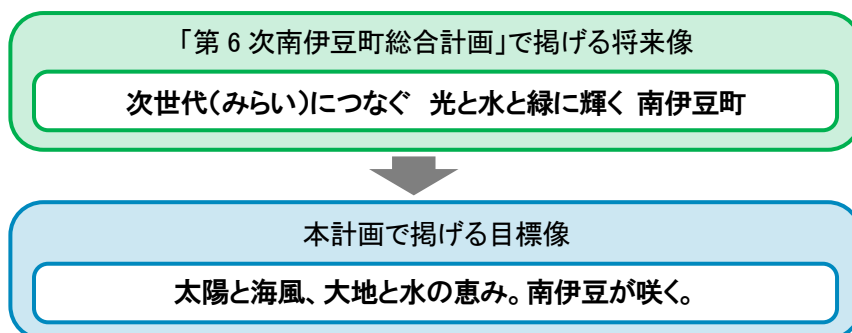 「第6次南伊豆町総合計画」で掲げる将来像
次世代(みらい)につなぐ　光と水と緑に輝く 南伊豆町
本計画で掲げる目標像
太陽と海風、大地と水の恵み。南伊豆が咲く。